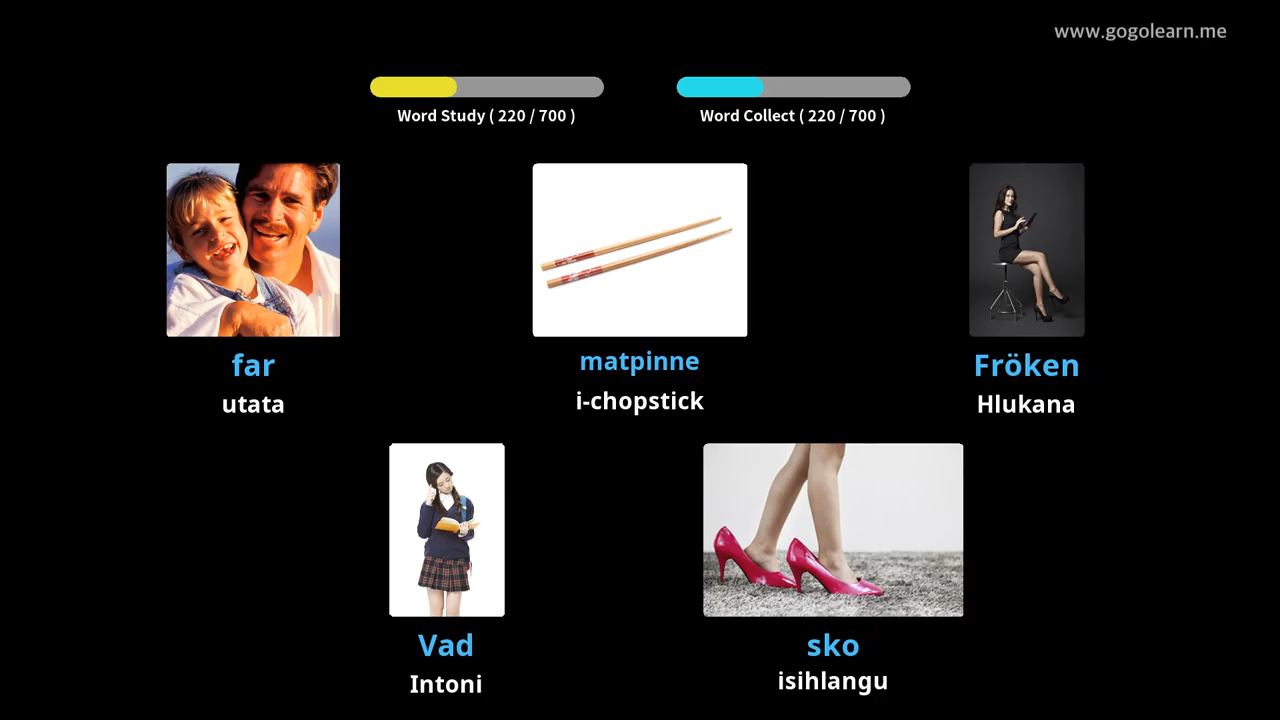 www.gogolearn.me
Word Study ( 220 / 700 )
Word Collect ( 220 / 700 )
far
utata
matpinne
i-chopstick
Fröken
Hlukana
Vad
Intoni
sko
isihlangu